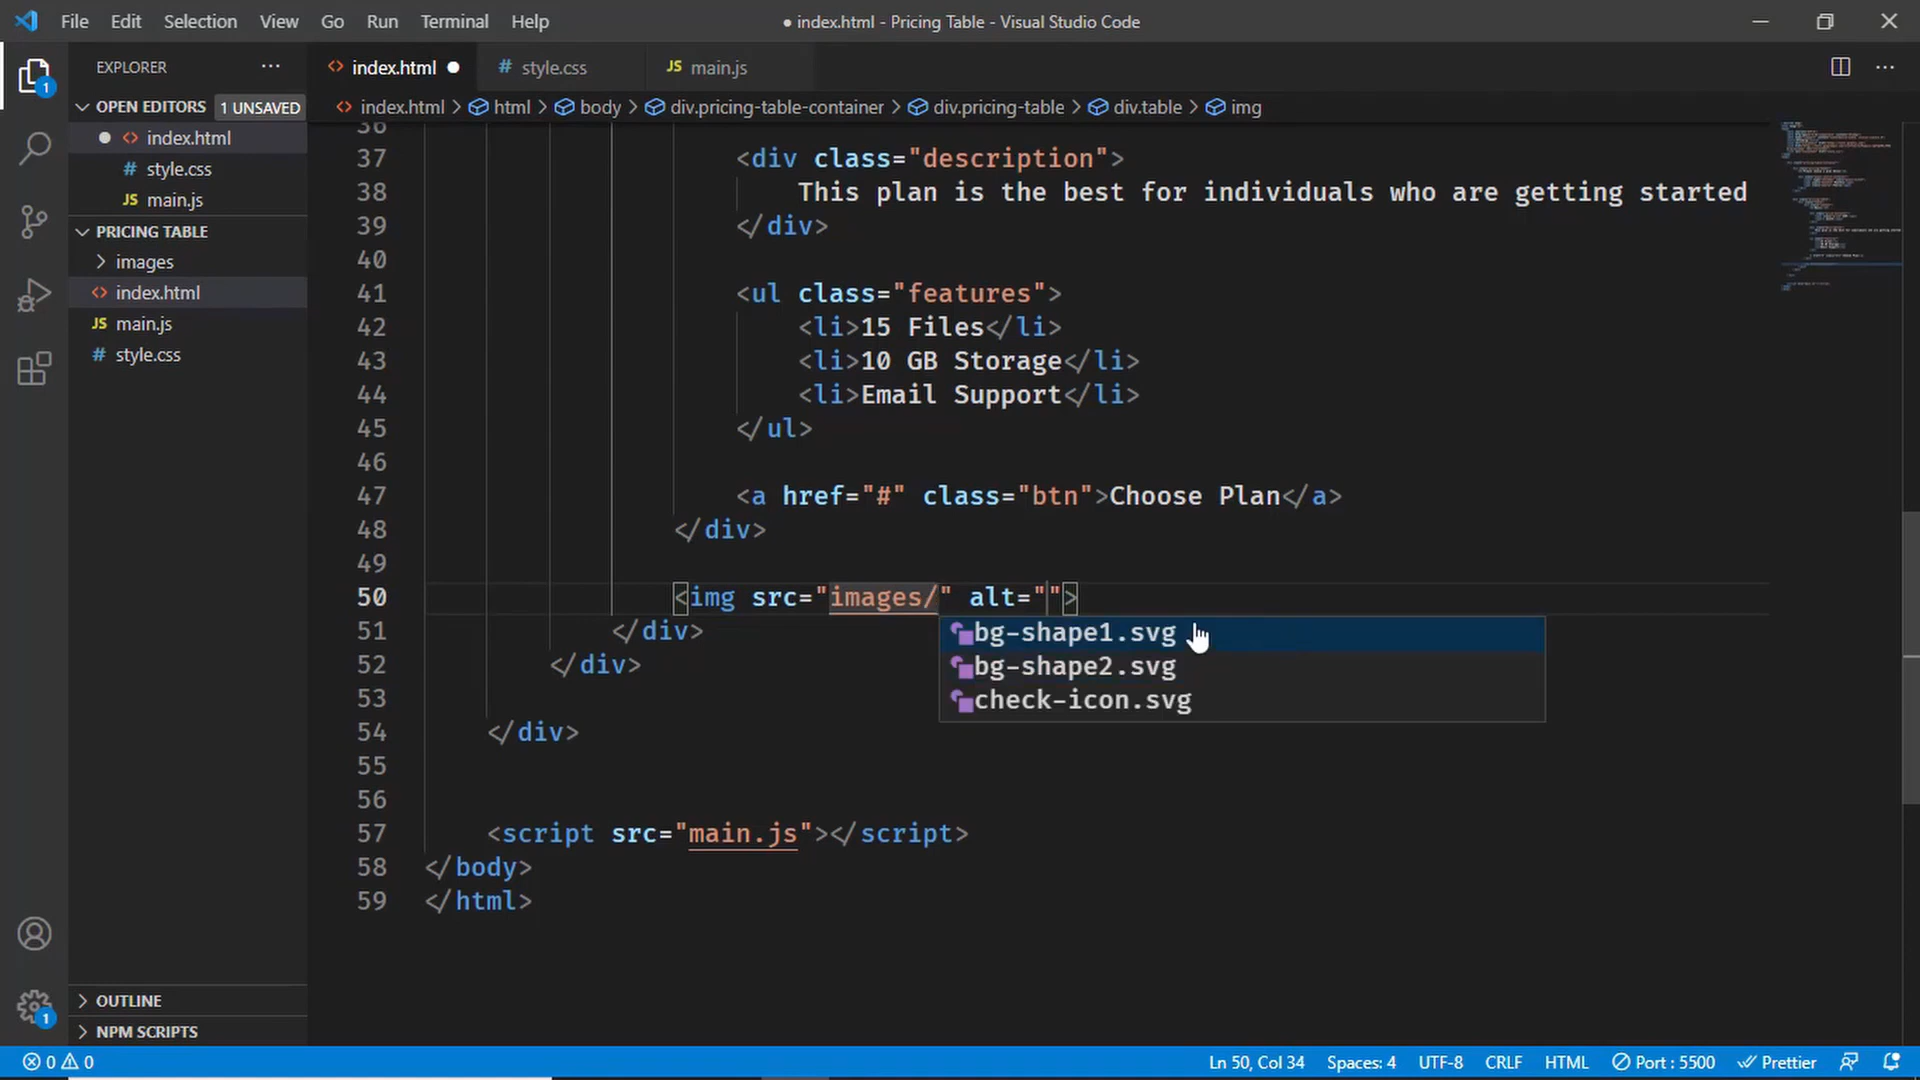 File Edit Selection View Go Run Terminal Help
● index.html - Pricing Table - Visual Studio Code
EXPLORER ···
index.html ●
# style.css
JS main.js
OPEN EDITORS 1 UNSAVED
index.html > html > body > div.pricing-table-container > div.pricing-table > div.table > img
● index.html
# style.css
JS main.js
PRICING TABLE
images
index.html
JS main.js
# style.css
1
36
37 <div class="description">
38 This plan is the best for individuals who are getting started
39 </div>
40
41 <ul class="features">
42 <li>15 Files</li>
43 <li>10 GB Storage</li>
44 <li>Email Support</li>
45 </ul>
46
47 <a href="#" class="btn">Choose Plan</a>
48 </div>
49
50 <img src="images/" alt="">
bg-shape1.svg
bg-shape2.svg
check-icon.svg
51 </div>
52 </div>
53
54 </div>
55
56
57 <script src="main.js"></script>
58 </body>
59 </html>
OUTLINE
NPM SCRIPTS
1
0 0
Ln 50, Col 34 Spaces: 4 UTF-8 CRLF HTML Port : 5500 Prettier